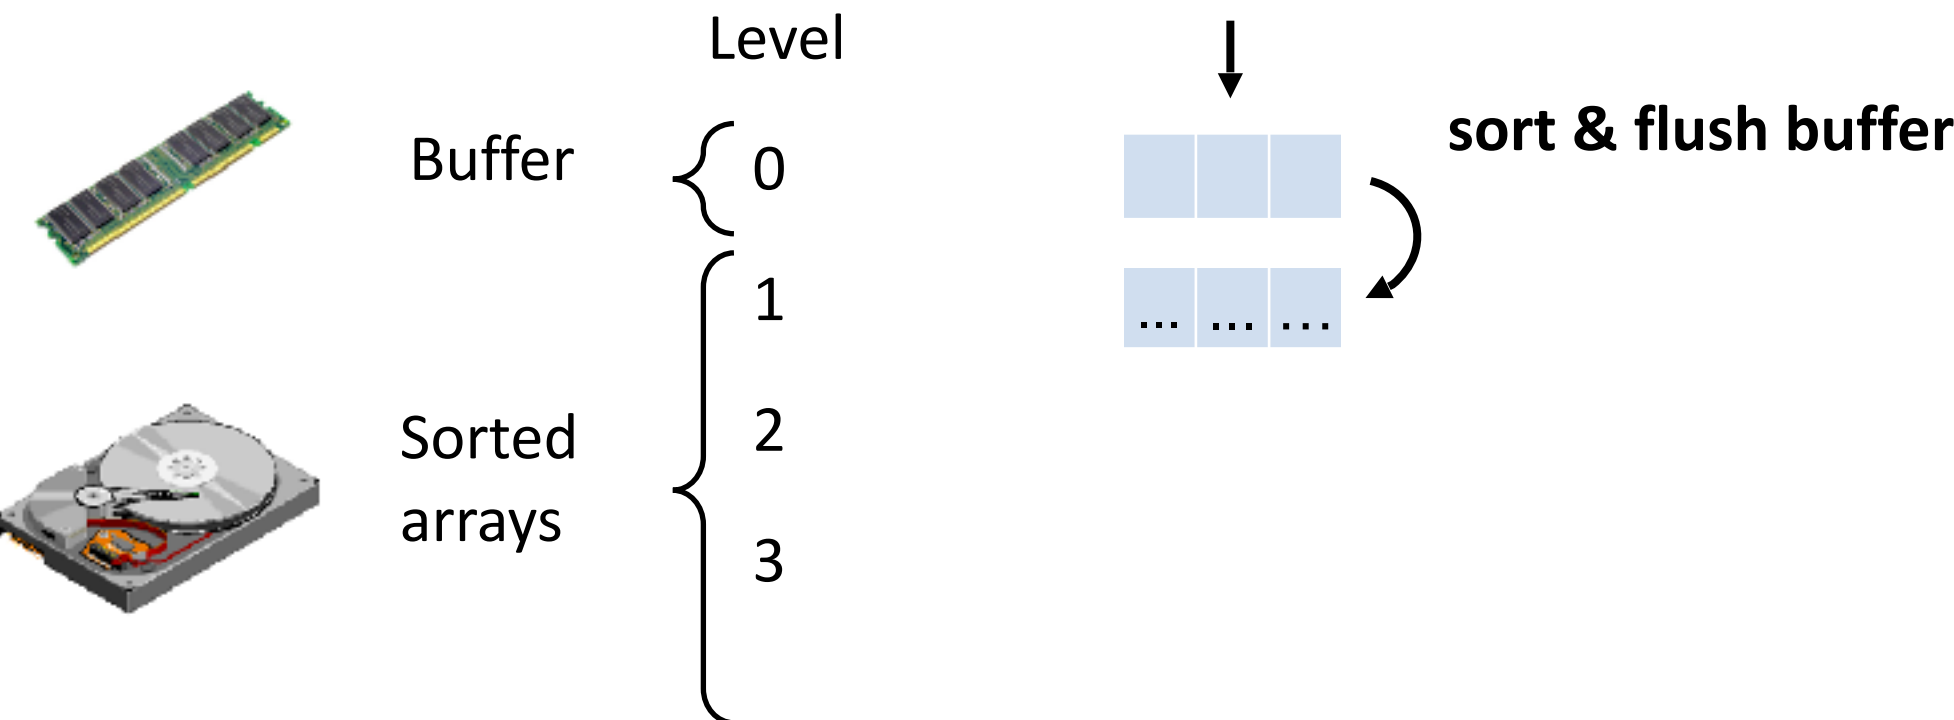 Level
Buffer
0
sort & flush buffer
1
... ... ...
Sorted
arrays
2
3